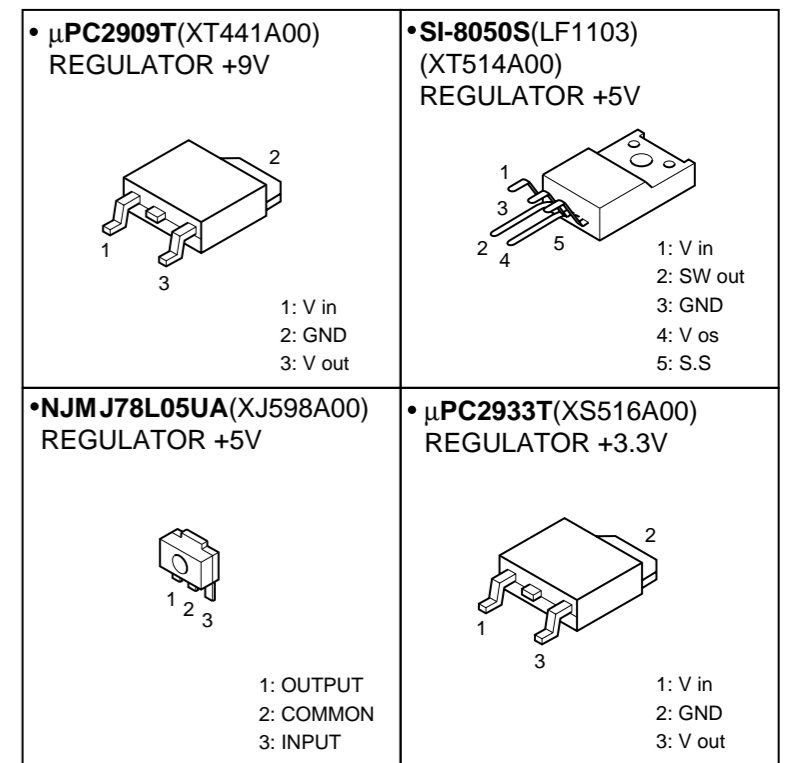 • µPC2909T(XT441A00)
REGULATOR +9V
2
1
3
1: V in
2: GND
3: V out
•SI-8050S(LF1103)
(XT514A00)
REGULATOR +5V
1
3
2
4
5
1: V in
2: SW out
3: GND
4: V os
5: S.S
•NJMJ78L05UA(XJ598A00)
REGULATOR +5V
1
2
3
1: OUTPUT
2: COMMON
3: INPUT
• µPC2933T(XS516A00)
REGULATOR +3.3V
2
1
3
1: V in
2: GND
3: V out